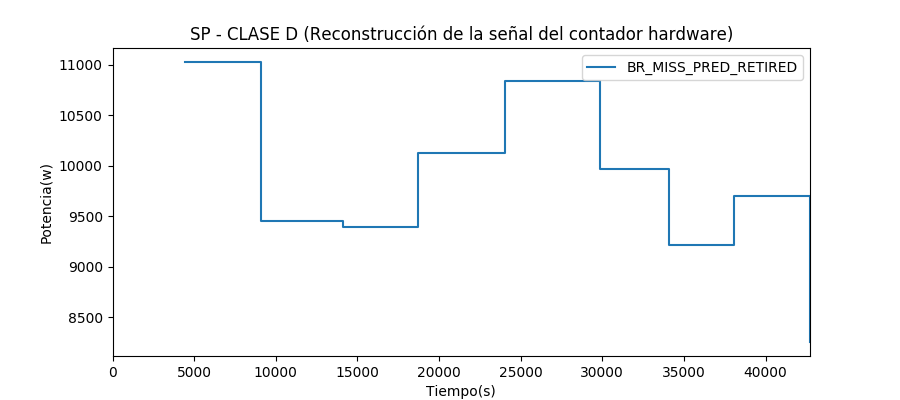 SP - CLASE D (Reconstrucción de la señal del contador hardware)
BR_MISS_PRED_RETIRED
11000
10500
10000
9500
9000
8500
Potencia(w)
0 5000 10000 15000 20000 25000 30000 35000 40000
Tiempo(s)